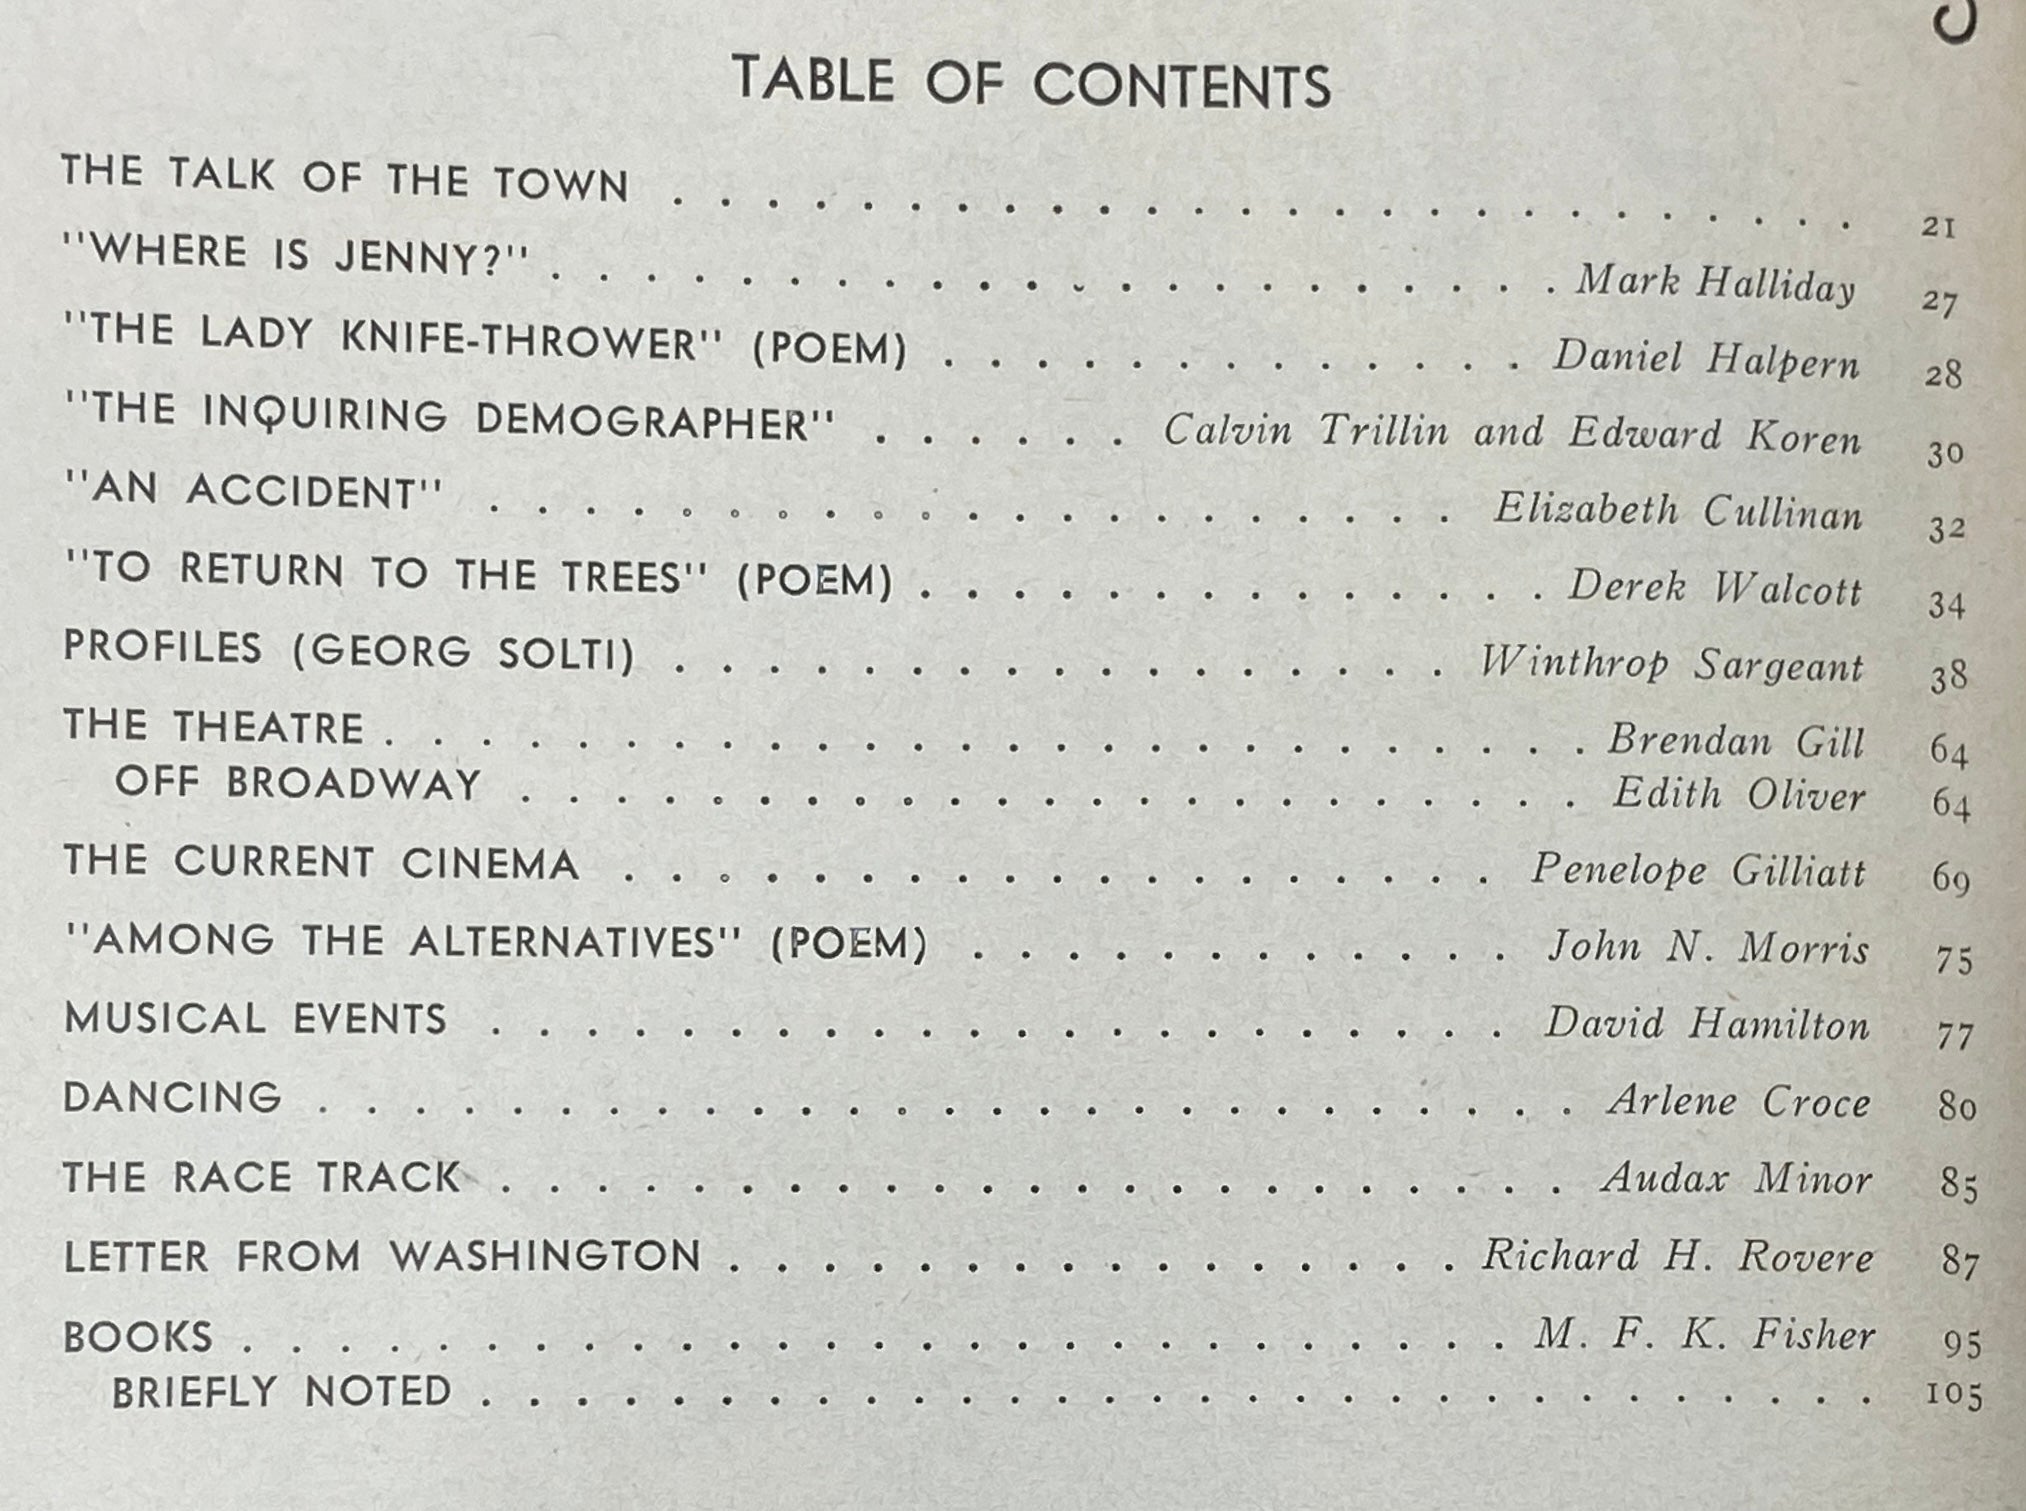 TABLE OF CONTENTS
THE TALK OF THE TOWN . . . . . . . . . . . . . . . . . . . . . . . . . 21
"WHERE IS JENNY?" . . . . . . . . . . . . . . . . . . . . . Mark Halliday 27
"THE LADY KNIFE-THROWER" (POEM) . . . . . . . . . . . . . Daniel Halpern 28
"THE INQUIRING DEMOGRAPHER" . . . . . . Calvin Trillin and Edward Koren 30
"AN ACCIDENT" . . . . . . . . . . . . . . . . . . . . . Elizabeth Cullinan 32
"TO RETURN TO THE TREES" (POEM) . . . . . . . . . . . . . . Derek Walcott 34
PROFILES (GEORG SOLTI) . . . . . . . . . . . . . . . . . Winthrop Sargeant 38
THE THEATRE . . . . . . . . . . . . . . . . . . . . . . . . . . Brendan Gill 64
OFF BROADWAY . . . . . . . . . . . . . . . . . . . . . . . Edith Oliver 64
THE CURRENT CINEMA . . . . . . . . . . . . . . . . . . . Penelope Gilliatt 69
"AMONG THE ALTERNATIVES" (POEM) . . . . . . . . . . . . John N. Morris 75
MUSICAL EVENTS . . . . . . . . . . . . . . . . . . . . . . David Hamilton 77
DANCING . . . . . . . . . . . . . . . . . . . . . . . . . . . Arlene Croce 80
THE RACE TRACK . . . . . . . . . . . . . . . . . . . . . . . Audax Minor 85
LETTER FROM WASHINGTON . . . . . . . . . . . . . . . . Richard H. Rovere 87
BOOKS . . . . . . . . . . . . . . . . . . . . . . . . . . . M. F. K. Fisher 95
BRIEFLY NOTED . . . . . . . . . . . . . . . . . . . . . . . . . . . . . . 105